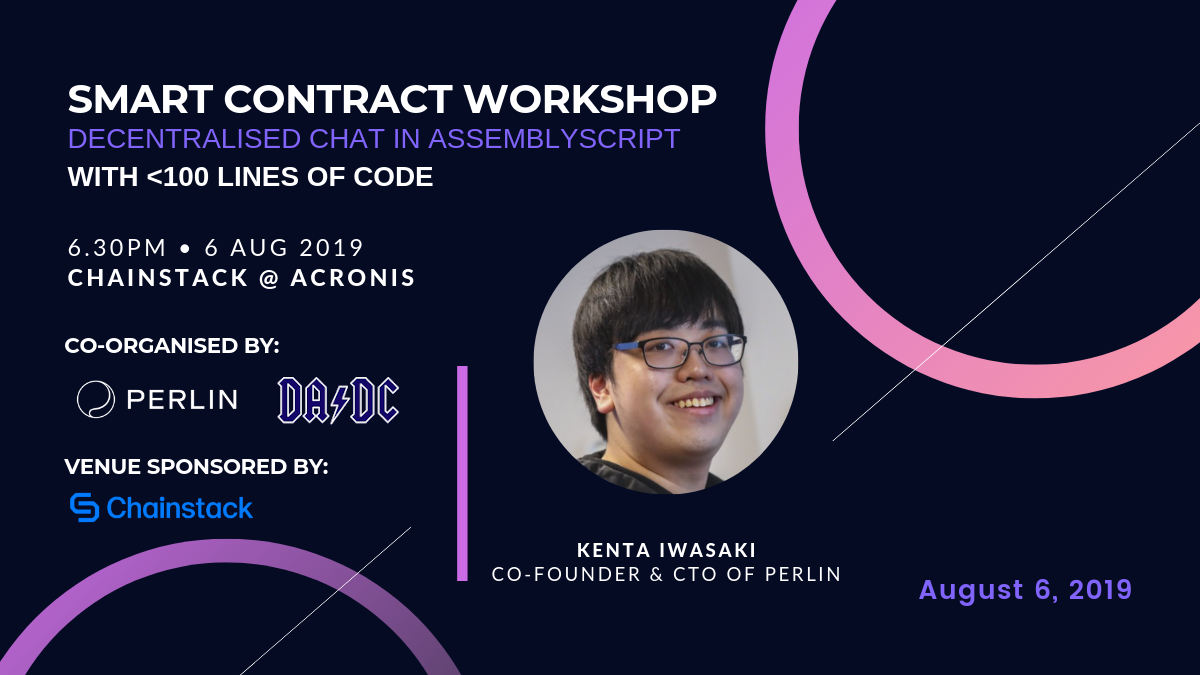 SMART CONTRACT WORKSHOP
DECENTRALISED CHAT IN ASSEMBLYSCRIPT
WITH <100 LINES OF CODE
6.30PM • 6 AUG 2019
CHAINSTACK @ ACRONIS
CO-ORGANISED BY:
PERLIN DA/DC
VENUE SPONSORED BY:
Chainstack
KENTA IWASAKI
CO-FOUNDER & CTO OF PERLIN
August 6, 2019